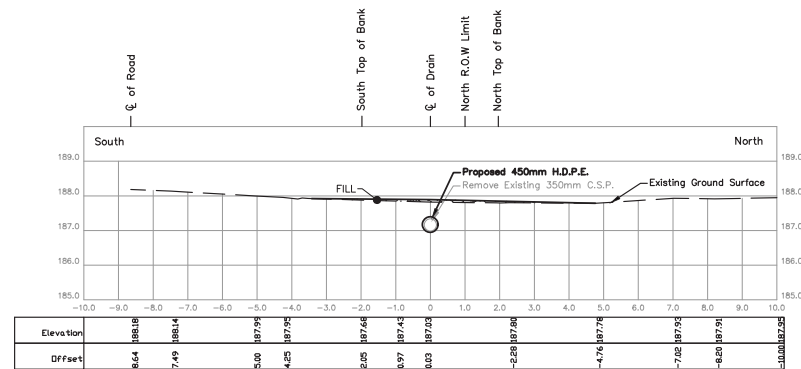 ℄ of Road
South Top of Bank
℄ of Drain
North R.O.W Limit
North Top of Bank
South
North
189.0
189.0
188.0
188.0
187.0
187.0
186.0
186.0
185.0
185.0
FILL
Proposed 450mm H.D.P.E.
Remove Existing 350mm C.S.P.
Existing Ground Surface
-10.0 -9.0 -8.0 -7.0 -6.0 -5.0 -4.0 -3.0 -2.0 -1.0 0 1.0 2.0 3.0 4.0 5.0 6.0 7.0 8.0 9.0 10.0
Elevation 188.18 188.14 187.99 187.95 187.68 187.43 187.03 187.80 187.78 187.93 187.91 187.95
Offset 8.64 7.49 5.00 4.25 2.05 0.97 0.03 -2.28 -4.76 -7.02 -8.20 -10.00